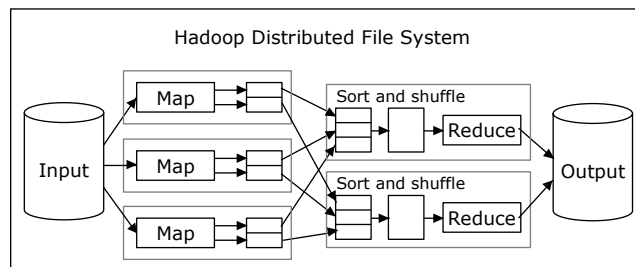 Hadoop Distributed File System
Input
Map
Map
Map
Sort and shuffle
Reduce
Sort and shuffle
Reduce
Output